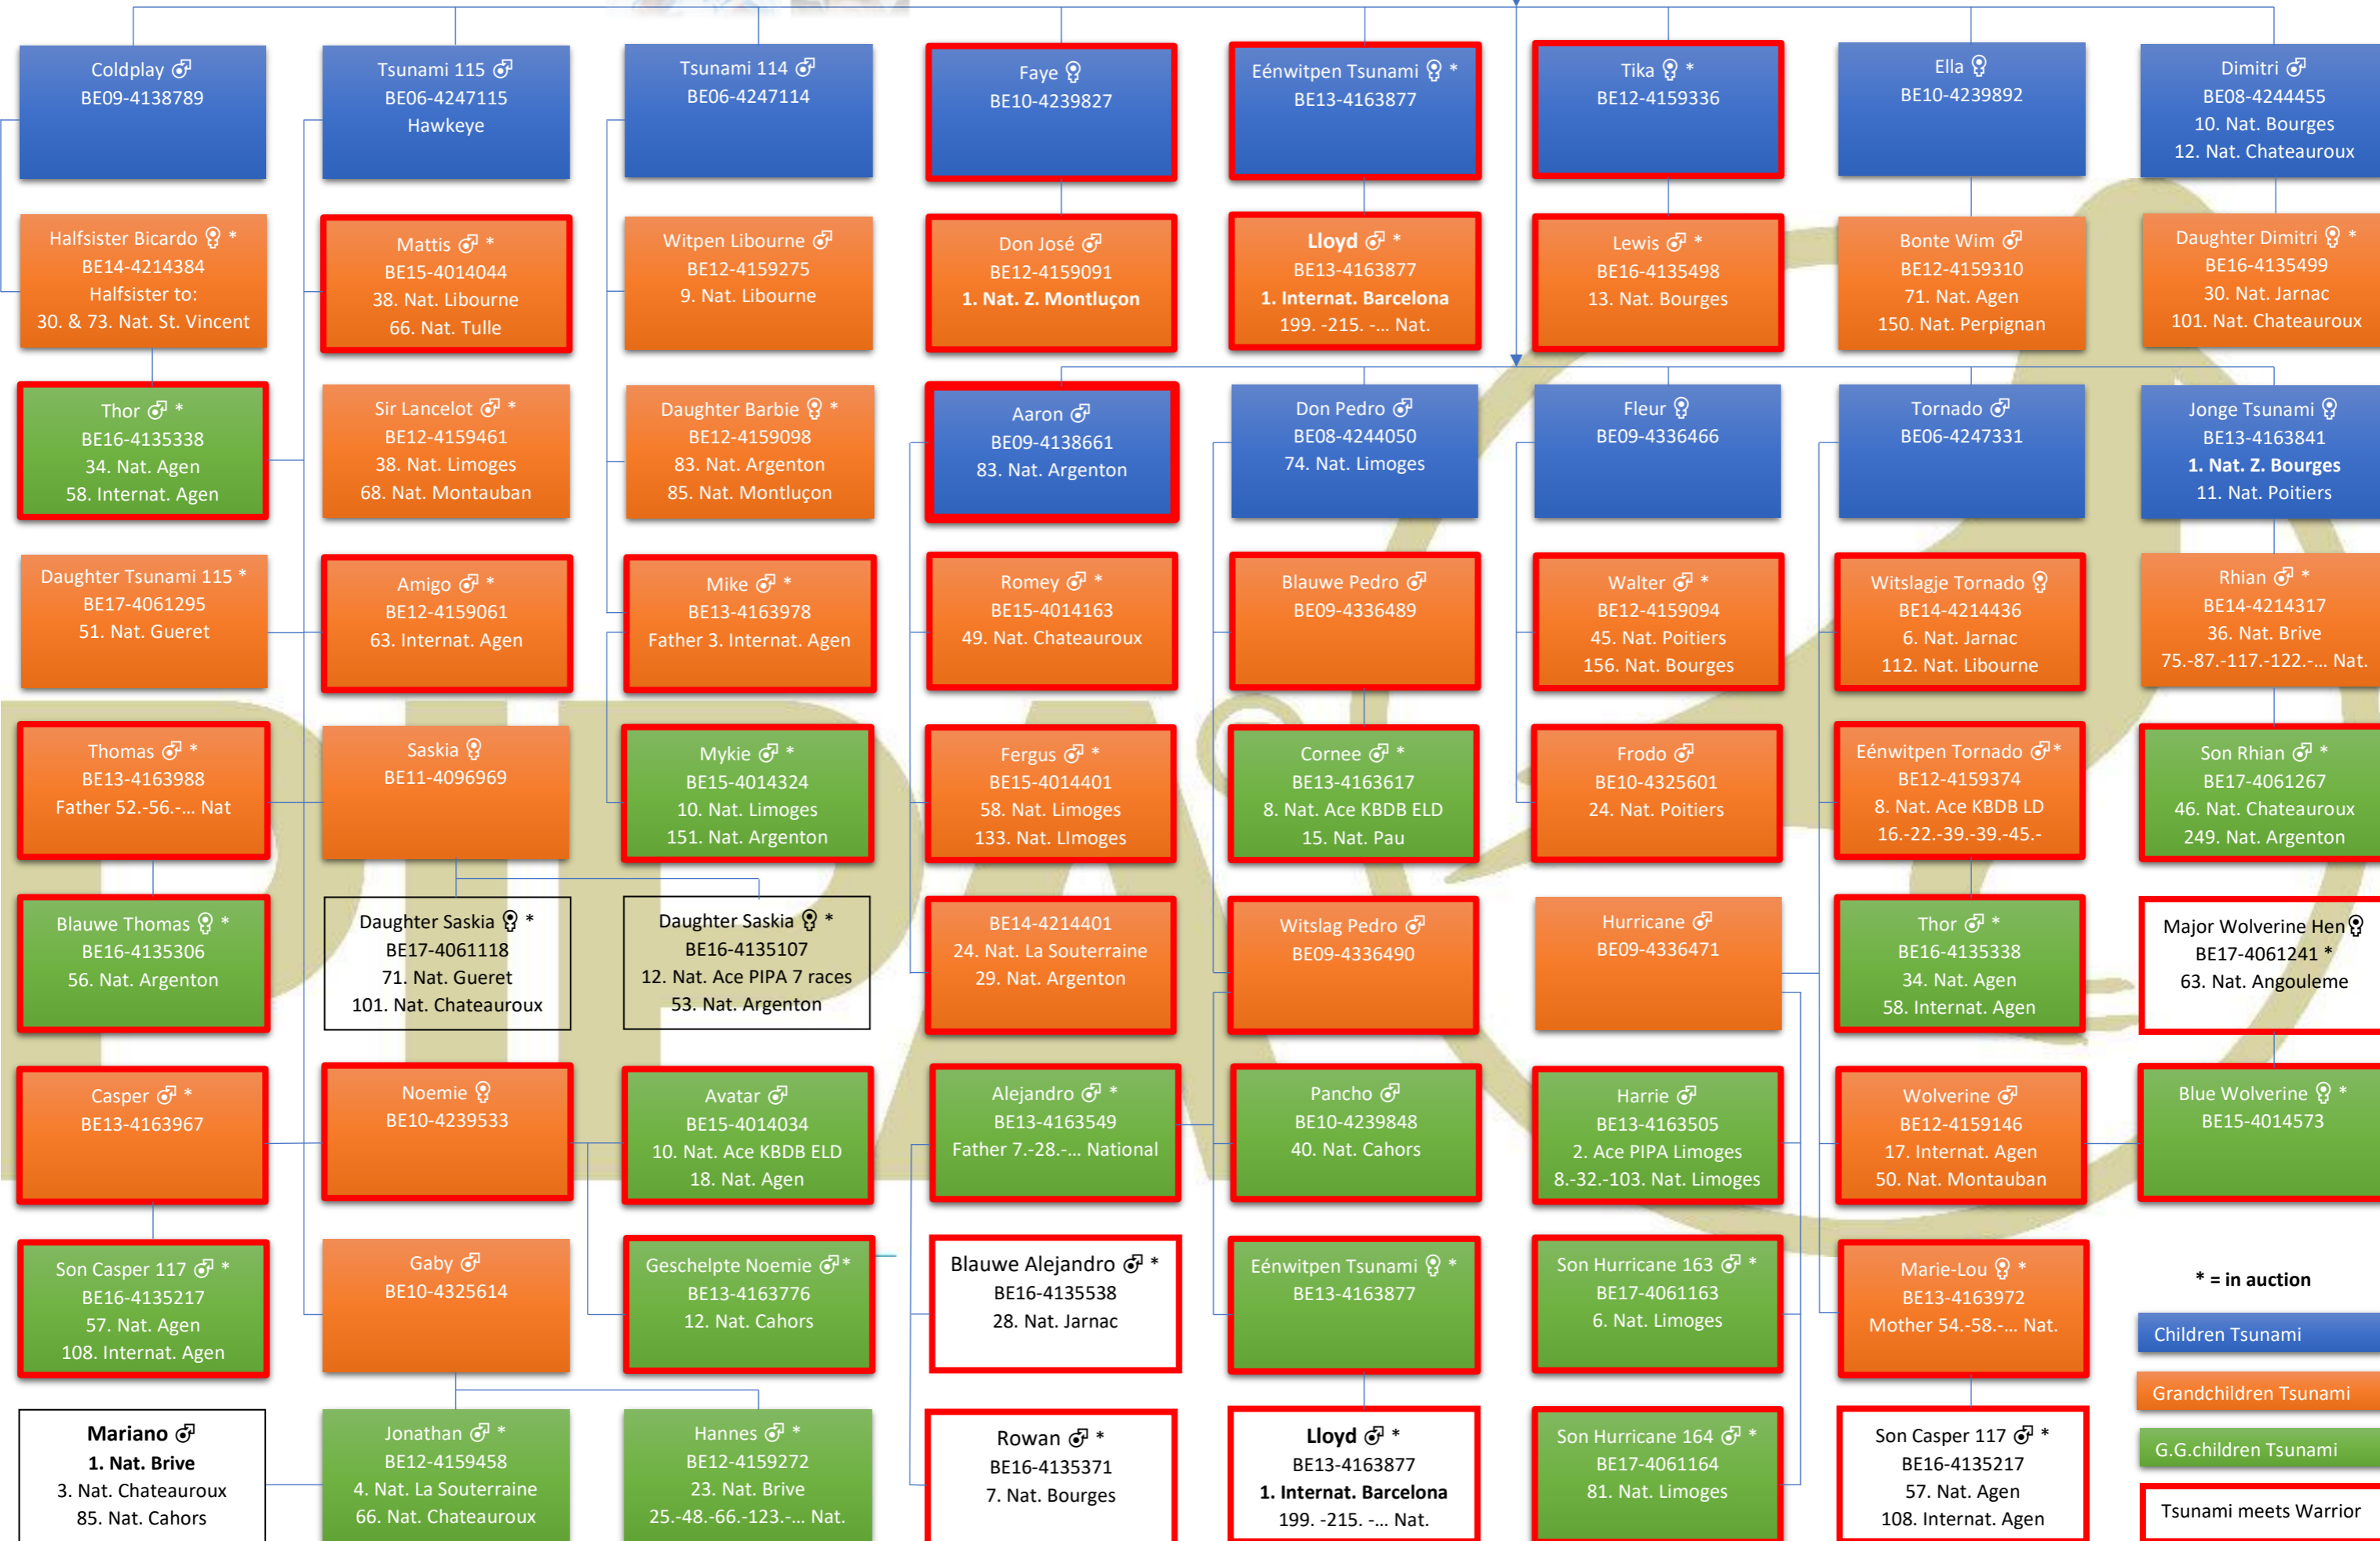 Coldplay ♂
BE09-4138789
Tsunami 115 ♂
BE06-4247115
Hawkeye
Tsunami 114 ♂
BE06-4247114
Faye ♀
BE10-4239827
Eénwitpen Tsunami ♀ *
BE13-4163877
Tika ♀ *
BE12-4159336
Ella ♀
BE10-4239892
Dimitri ♂
BE08-4244455
10. Nat. Bourges
12. Nat. Chateauroux
Halfsister Bicardo ♀ *
BE14-4214384
Halfsister to:
30. & 73. Nat. St. Vincent
Mattis ♂ *
BE15-4014044
38. Nat. Libourne
66. Nat. Tulle
Witpen Libourne ♂
BE12-4159275
9. Nat. Libourne
Don José ♂
BE12-4159091
1. Nat. Z. Montluçon
Lloyd ♂ *
BE13-4163877
1. Internat. Barcelona
199. -215. -... Nat.
Lewis ♂ *
BE16-4135498
13. Nat. Bourges
Bonte Wim ♂
BE12-4159310
71. Nat. Agen
150. Nat. Perpignan
Daughter Dimitri ♀ *
BE16-4135499
30. Nat. Jarnac
101. Nat. Chateauroux
Thor ♂ *
BE16-4135338
34. Nat. Agen
58. Internat. Agen
Sir Lancelot ♂ *
BE12-4159461
38. Nat. Limoges
68. Nat. Montauban
Daughter Barbie ♀ *
BE12-4159098
83. Nat. Argenton
85. Nat. Montluçon
Aaron ♂
BE09-4138661
83. Nat. Argenton
Don Pedro ♂
BE08-4244050
74. Nat. Limoges
Fleur ♀
BE09-4336466
Tornado ♂
BE06-4247331
Jonge Tsunami ♀
BE13-4163841
1. Nat. Z. Bourges
11. Nat. Poitiers
Daughter Tsunami 115 *
BE17-4061295
51. Nat. Gueret
Amigo ♂ *
BE12-4159061
63. Internat. Agen
Mike ♂ *
BE13-4163978
Father 3. Internat. Agen
Romey ♂ *
BE15-4014163
49. Nat. Chateauroux
Blauwe Pedro ♂
BE09-4336489
Walter ♂ *
BE12-4159094
45. Nat. Poitiers
156. Nat. Bourges
Witslagje Tornado ♀
BE14-4214436
6. Nat. Jarnac
112. Nat. Libourne
Rhian ♂ *
BE14-4214317
36. Nat. Brive
75.-87.-117.-122.-... Nat.
Thomas ♂ *
BE13-4163988
Father 52.-56.-... Nat
Saskia ♀
BE11-4096969
Mykie ♂ *
BE15-4014324
10. Nat. Limoges
151. Nat. Argenton
Fergus ♂ *
BE15-4014401
58. Nat. Limoges
133. Nat. LImoges
Cornee ♂ *
BE13-4163617
8. Nat. Ace KBDB ELD
15. Nat. Pau
Frodo ♂
BE10-4325601
24. Nat. Poitiers
Eénwitpen Tornado ♂*
BE12-4159374
8. Nat. Ace KBDB LD
16.-22.-39.-39.-45.-
Son Rhian ♂ *
BE17-4061267
46. Nat. Chateauroux
249. Nat. Argenton
Blauwe Thomas ♀ *
BE16-4135306
56. Nat. Argenton
Daughter Saskia ♀ *
BE17-4061118
71. Nat. Gueret
101. Nat. Chateauroux
Daughter Saskia ♀ *
BE16-4135107
12. Nat. Ace PIPA 7 races
53. Nat. Argenton
BE14-4214401
24. Nat. La Souterraine
29. Nat. Argenton
Witslag Pedro ♂
BE09-4336490
Hurricane ♂
BE09-4336471
Thor ♂ *
BE16-4135338
34. Nat. Agen
58. Internat. Agen
Major Wolverine Hen♀
BE17-4061241 *
63. Nat. Angouleme
Casper ♂ *
BE13-4163967
Noemie ♀
BE10-4239533
Avatar ♂
BE15-4014034
10. Nat. Ace KBDB ELD
18. Nat. Agen
Alejandro ♂ *
BE13-4163549
Father 7.-28.-... National
Pancho ♂
BE10-4239848
40. Nat. Cahors
Harrie ♂
BE13-4163505
2. Ace PIPA Limoges
8.-32.-103. Nat. Limoges
Wolverine ♂
BE12-4159146
17. Internat. Agen
50. Nat. Montauban
Blue Wolverine ♀ *
BE15-4014573
Son Casper 117 ♂ *
BE16-4135217
57. Nat. Agen
108. Internat. Agen
Gaby ♂
BE10-4325614
Geschelpte Noemie ♂*
BE13-4163776
12. Nat. Cahors
Blauwe Alejandro ♂ *
BE16-4135538
28. Nat. Jarnac
Eénwitpen Tsunami ♀ *
BE13-4163877
Son Hurricane 163 ♂ *
BE17-4061163
6. Nat. Limoges
Marie-Lou ♀ *
BE13-4163972
Mother 54.-58.-... Nat.
* = in auction
Children Tsunami
Grandchildren Tsunami
G.G.children Tsunami
Tsunami meets Warrior
Mariano ♂
1. Nat. Brive
3. Nat. Chateauroux
85. Nat. Cahors
Jonathan ♂ *
BE12-4159458
4. Nat. La Souterraine
66. Nat. Chateauroux
Hannes ♂ *
BE12-4159272
23. Nat. Brive
25.-48.-66.-123.-... Nat.
Rowan ♂ *
BE16-4135371
7. Nat. Bourges
Lloyd ♂ *
BE13-4163877
1. Internat. Barcelona
199. -215. -... Nat.
Son Hurricane 164 ♂ *
BE17-4061164
81. Nat. Limoges
Son Casper 117 ♂ *
BE16-4135217
57. Nat. Agen
108. Internat. Agen
PIPA